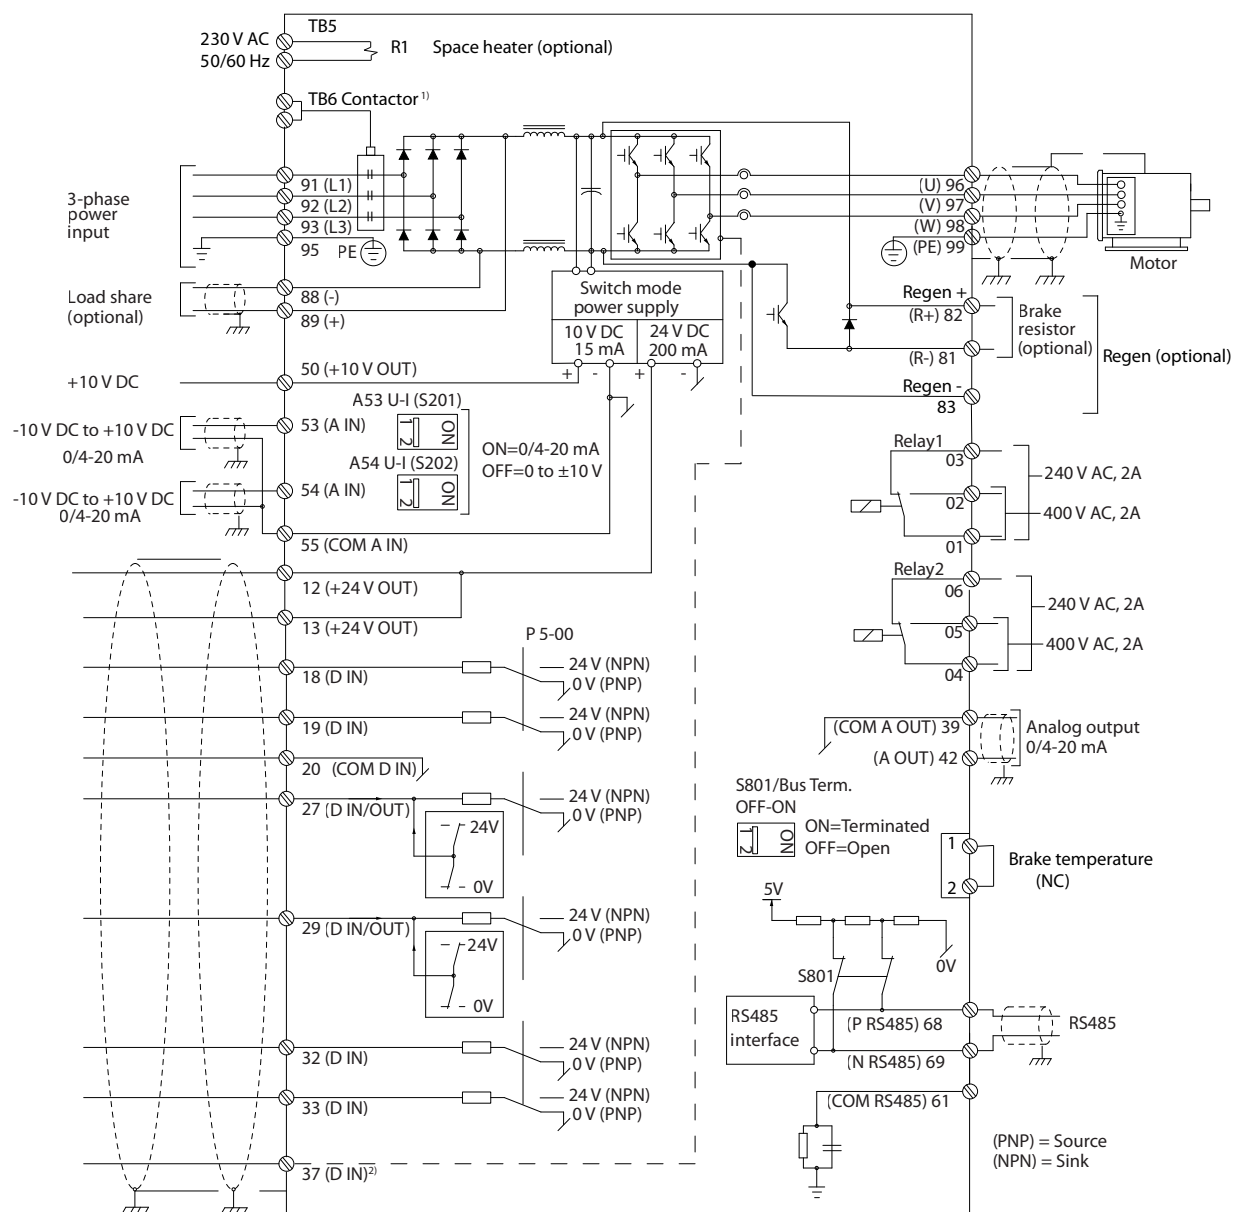 TB5
230 V AC
50/60 Hz
R1
Space heater (optional)
TB6 Contactor 1)
3-phase
power
input
91 (L1)
92 (L2)
93 (L3)
95
PE
Load share
(optional)
88 (-)
89 (+)
Switch mode
power supply
10 V DC
15 mA
24 V DC
200 mA
+
-
+
-
(U) 96
(V) 97
(W) 98
(PE) 99
Motor
Regen +
(R+) 82
Brake
resistor
(optional)
(R-) 81
Regen (optional)
Regen -
83
+10 V DC
50 (+10 V OUT)
A53 U-I (S201)
-10 V DC to +10 V DC
0/4-20 mA
53 (A IN)
1 2
ON
ON=0/4-20 mA
OFF=0 to ±10 V
A54 U-I (S202)
-10 V DC to +10 V DC
0/4-20 mA
54 (A IN)
1 2
ON
55 (COM A IN)
12 (+24 V OUT)
13 (+24 V OUT)
Relay1
03
240 V AC, 2A
02
400 V AC, 2A
01
Relay2
06
240 V AC, 2A
05
400 V AC, 2A
04
P 5-00
18 (D IN)
24 V (NPN)
0 V (PNP)
19 (D IN)
24 V (NPN)
0 V (PNP)
20 (COM D IN)
27 (D IN/OUT)
24 V (NPN)
0 V (PNP)
24V
0V
29 (D IN/OUT)
24 V (NPN)
0 V (PNP)
24V
0V
32 (D IN)
24 V (NPN)
0 V (PNP)
33 (D IN)
24 V (NPN)
0 V (PNP)
37 (D IN)2)
(COM A OUT) 39
Analog output
0/4-20 mA
(A OUT) 42
S801/Bus Term.
OFF-ON
1 2
ON
ON=Terminated
OFF=Open
1
2
Brake temperature
(NC)
5V
0V
S801
RS485
interface
(P RS485) 68
RS485
(N RS485) 69
(COM RS485) 61
(PNP) = Source
(NPN) = Sink